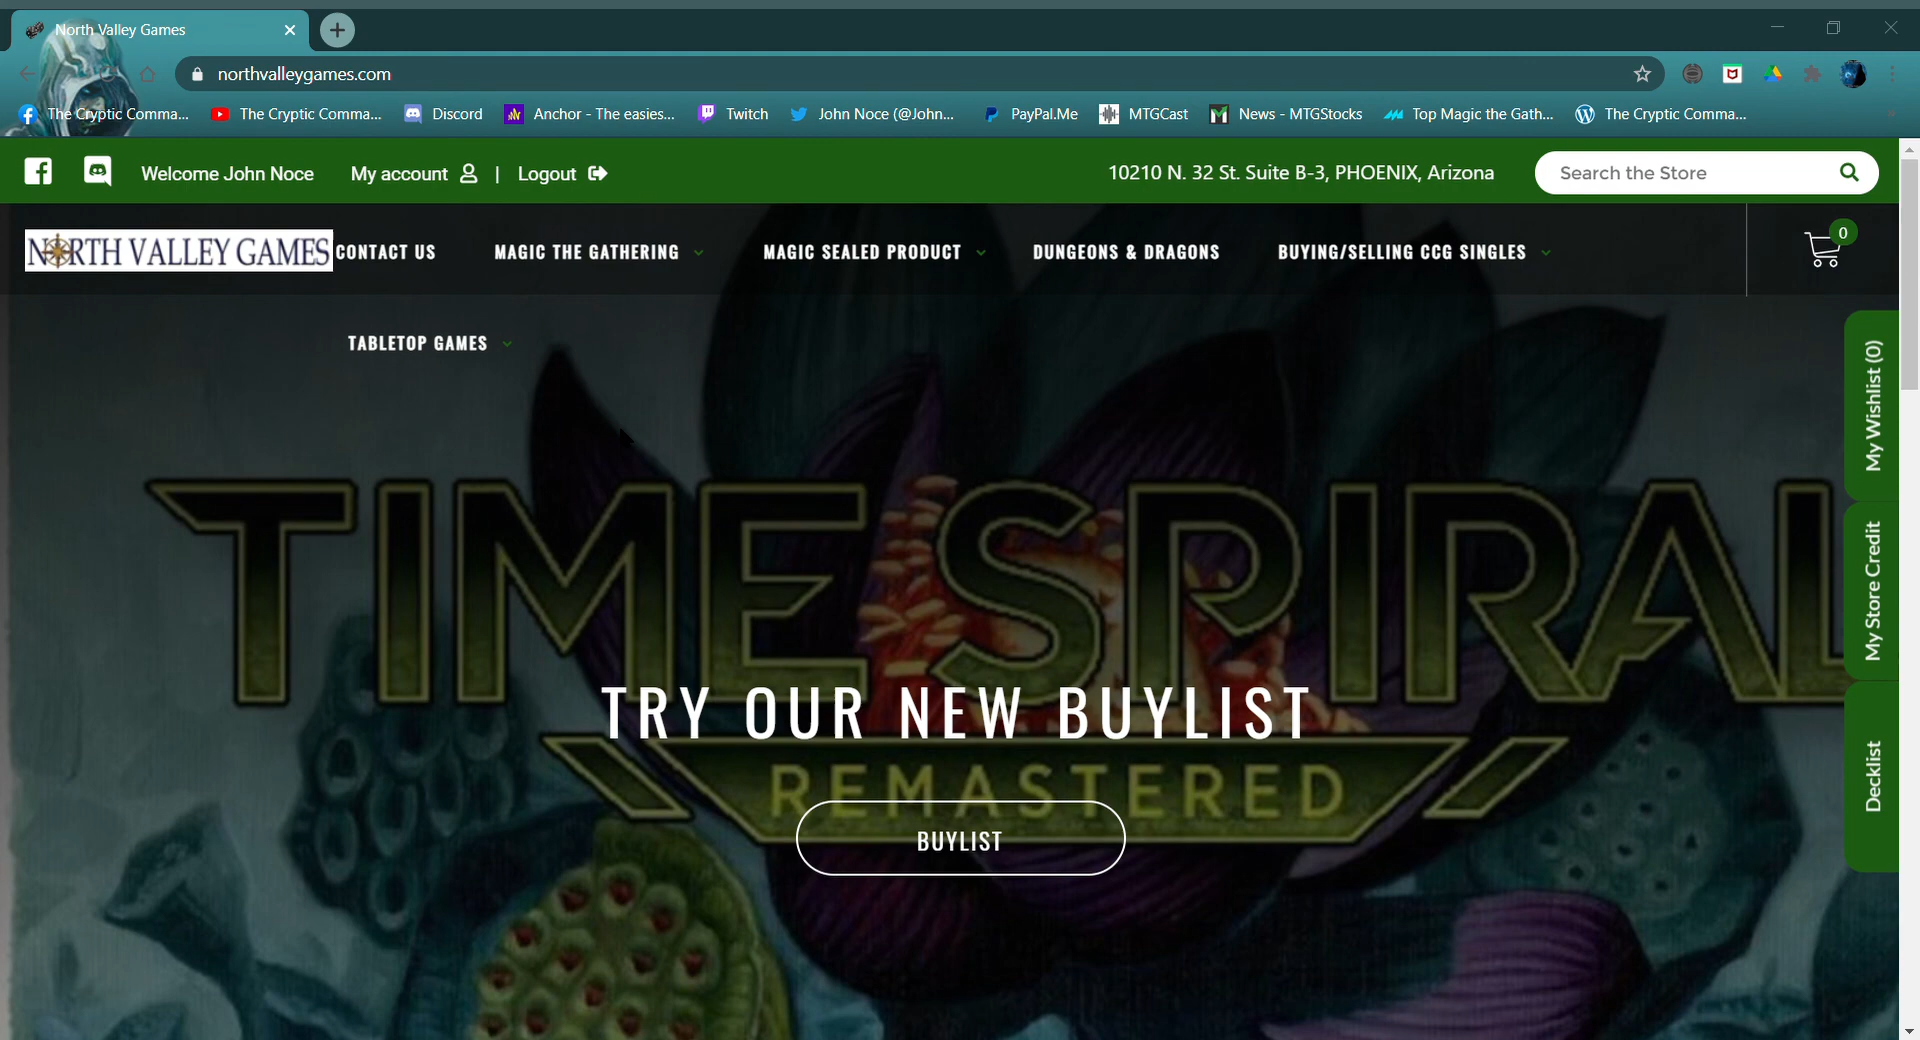 North Valley Games
northvalleygames.com
The Cryptic Comma... The Cryptic Comma... Discord Anchor - The easies... Twitch John Noce (@John... PayPal.Me MTGCast News - MTGStocks Top Magic the Gath... The Cryptic Comma...
Welcome John Noce My account | Logout 10210 N. 32 St. Suite B-3, PHOENIX, Arizona Search the Store
NORTH VALLEY GAMES CONTACT US MAGIC THE GATHERING MAGIC SEALED PRODUCT DUNGEONS & DRAGONS BUYING/SELLING CCG SINGLES 0
TABLETOP GAMES
My Wishlist (0)
TIME SPIRAL
My Store Credit
TRY OUR NEW BUYLIST
REMASTERED
Decklist
BUYLIST